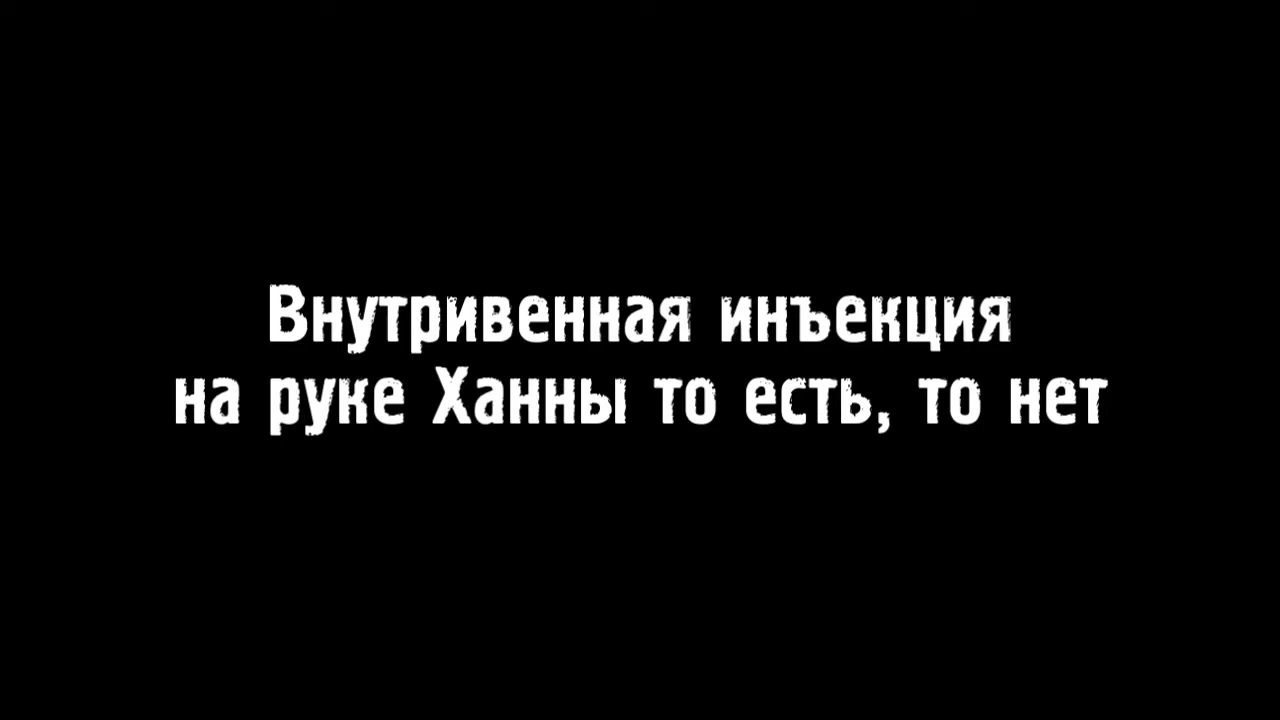 Внутривенная инъекция
на руке Ханны то есть, то нет